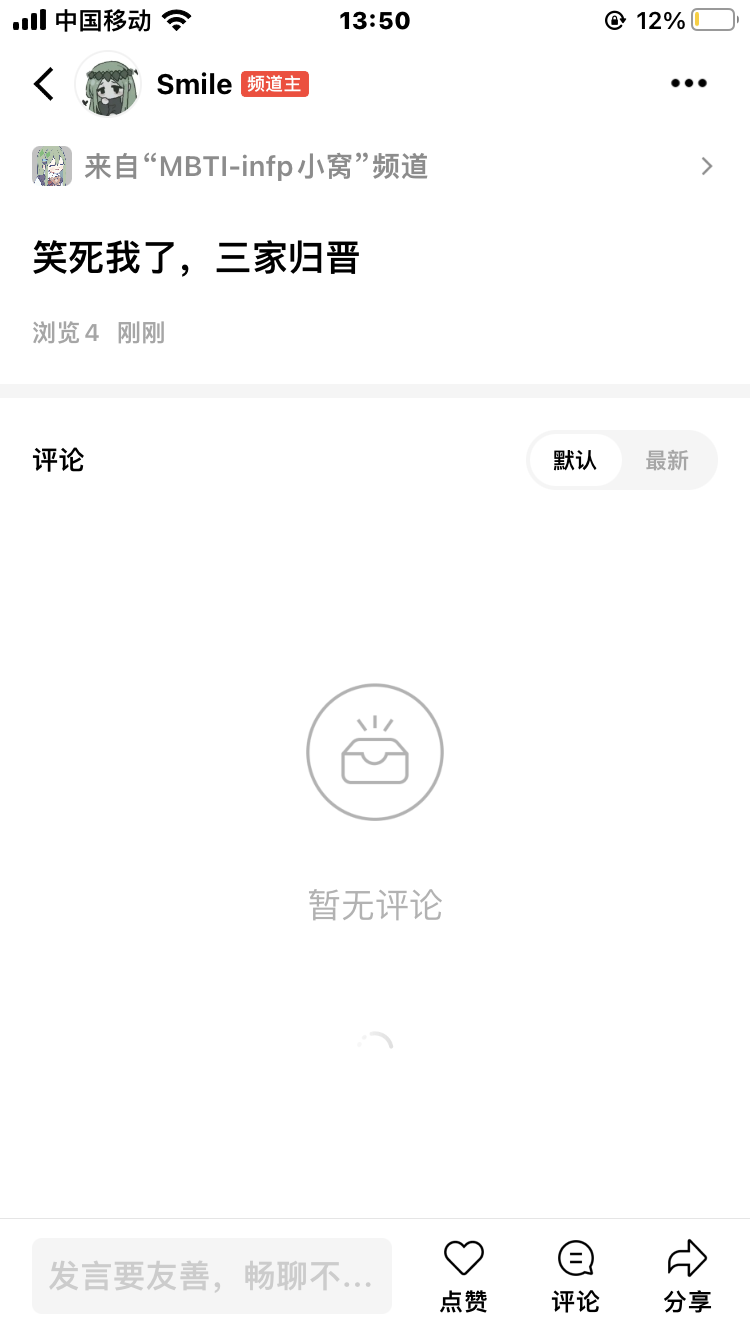 中国移动 13:50 12%
Smile 频道主
来自“MBTI-infp小窝”频道
笑死我了，三家归晋
浏览4 刚刚
评论 默认 最新
暂无评论
发言要友善，畅聊不... 点赞 评论 分享